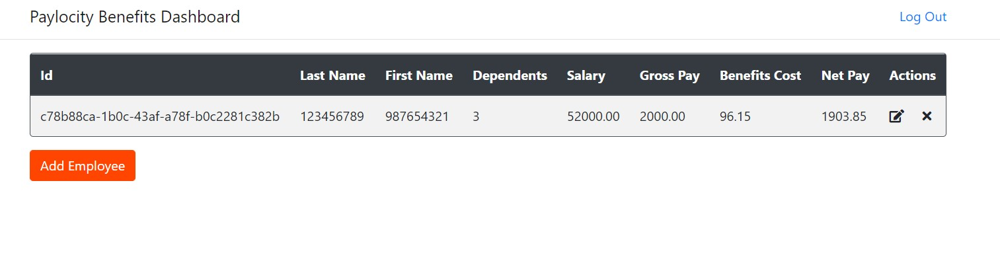 Paylocity Benefits Dashboard Log Out
Id Last Name First Name Dependents Salary Gross Pay Benefits Cost Net Pay Actions
c78b88ca-1b0c-43af-a78f-b0c2281c382b 123456789 987654321 3 52000.00 2000.00 96.15 1903.85
Add Employee